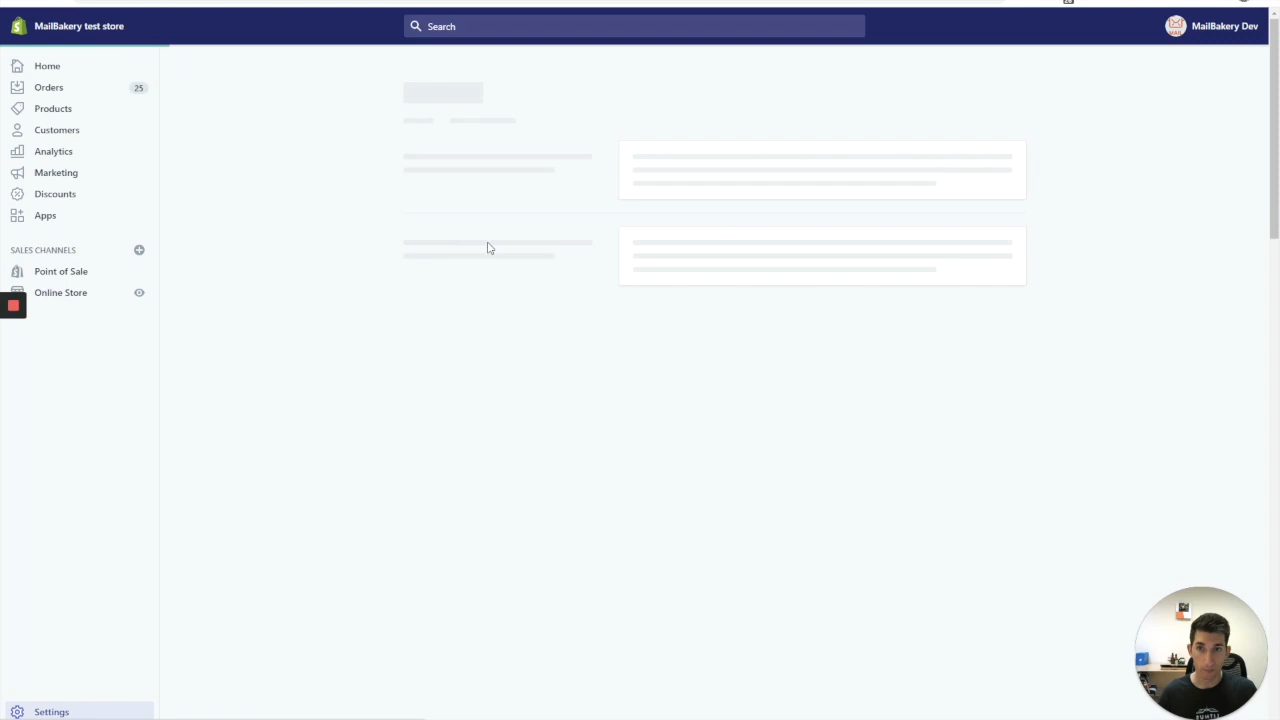 MailBakery test store
Search
MailBakery Dev
Home
Orders 25
Products
Customers
Analytics
Marketing
Discounts
Apps
SALES CHANNELS
Point of Sale
Online Store
Settings